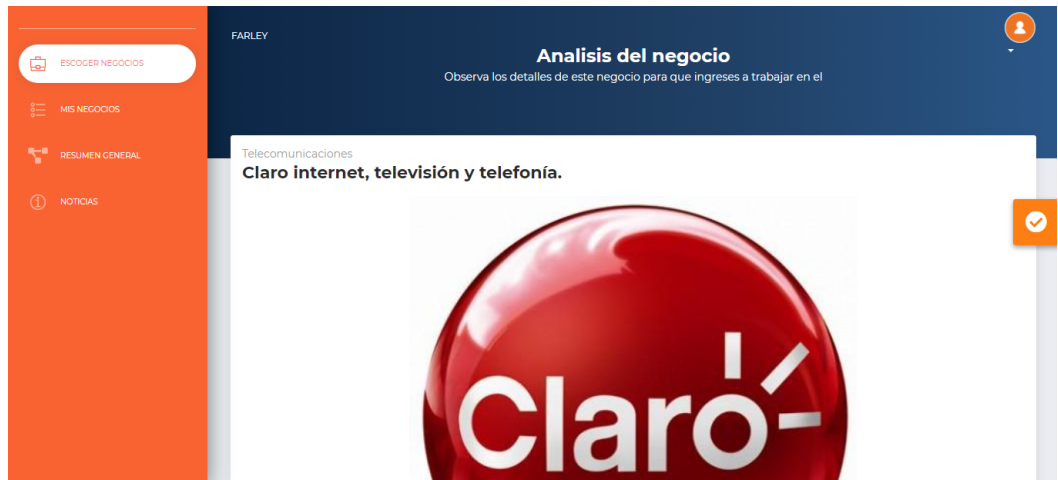 FARLEY
Analisis del negocio
Observa los detalles de este negocio para que ingreses a trabajar en el
ESCOGER NEGOCIOS
MIS NEGOCIOS
RESUMEN GENERAL
NOTICIAS
Telecomunicaciones
Claro internet, televisión y telefonía.
Claro